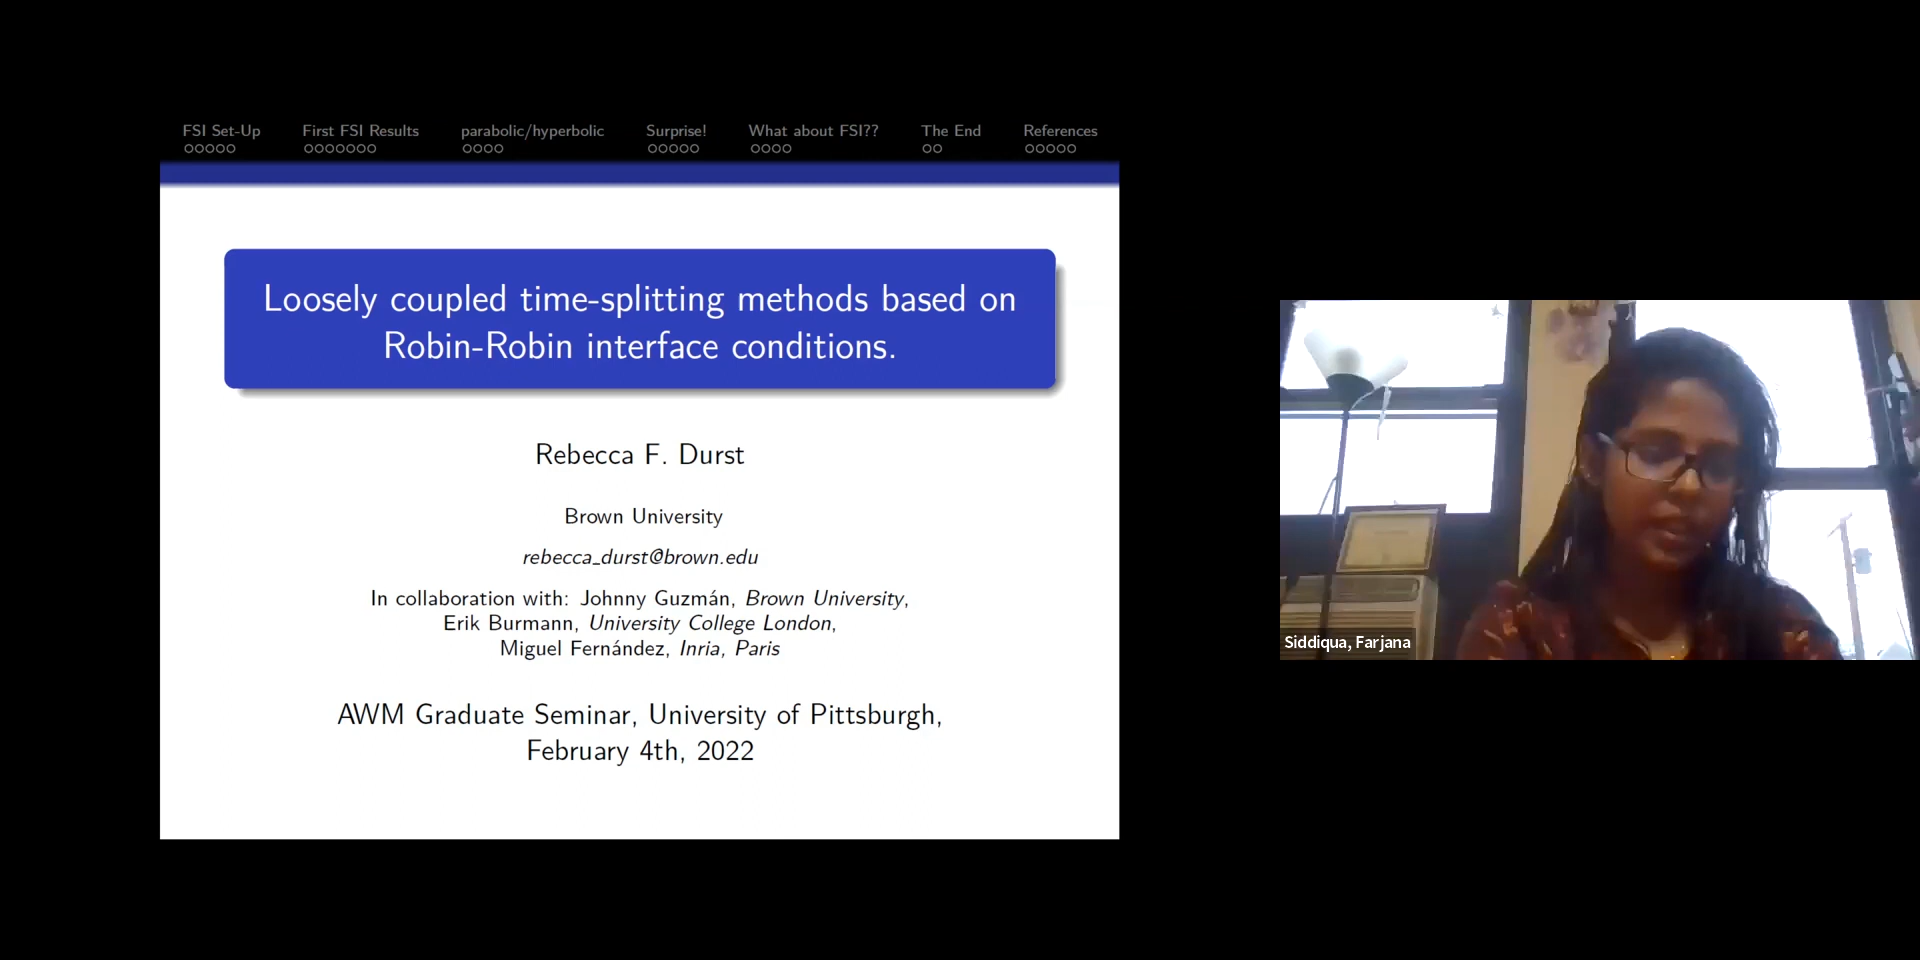 FSI Set-Up First FSI Results parabolic/hyperbolic Surprise! What about FSI?? The End References
Loosely coupled time-splitting methods based on
Robin-Robin interface conditions.
Rebecca F. Durst
Brown University
rebecca_durst@brown.edu
In collaboration with: Johnny Guzmán, Brown University,
Erik Burmann, University College London,
Miguel Fernández, Inria, Paris
AWM Graduate Seminar, University of Pittsburgh,
February 4th, 2022
Siddiqua, Farjana